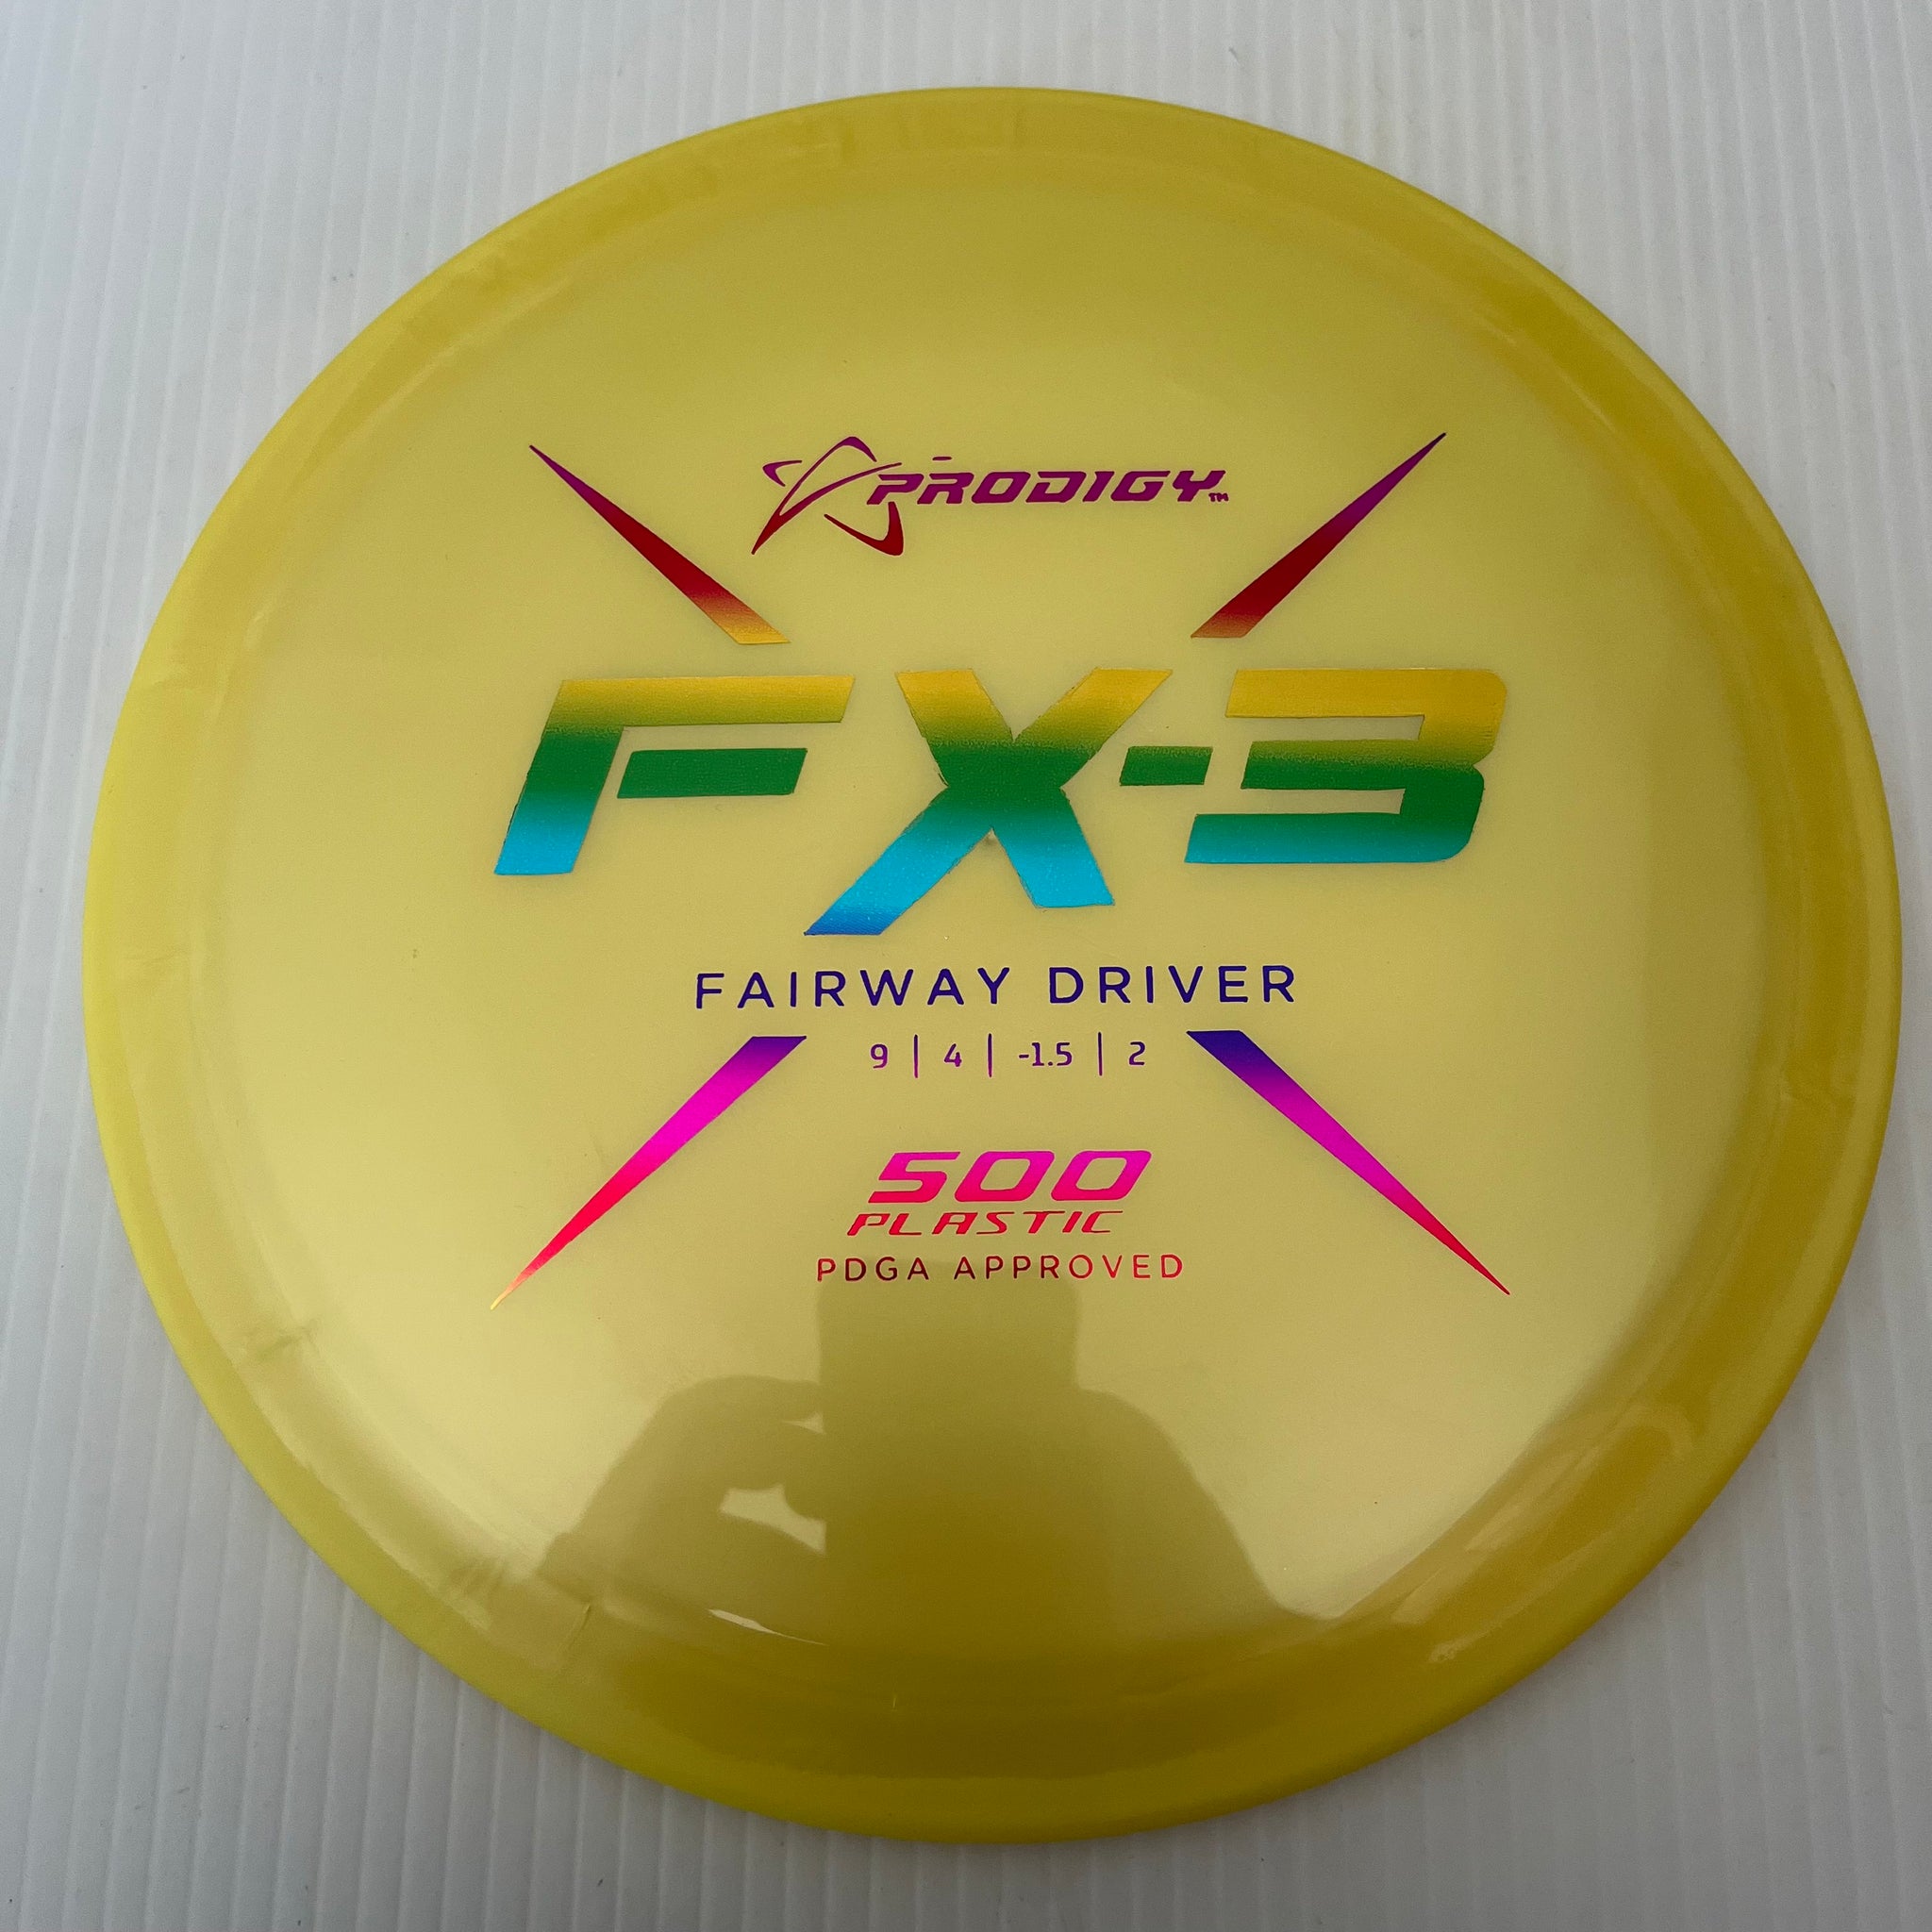 PRODIGY™
FX-3
FAIRWAY DRIVER
9 | 4 | -1.5 | 2
500
PLASTIC
PDGA APPROVED